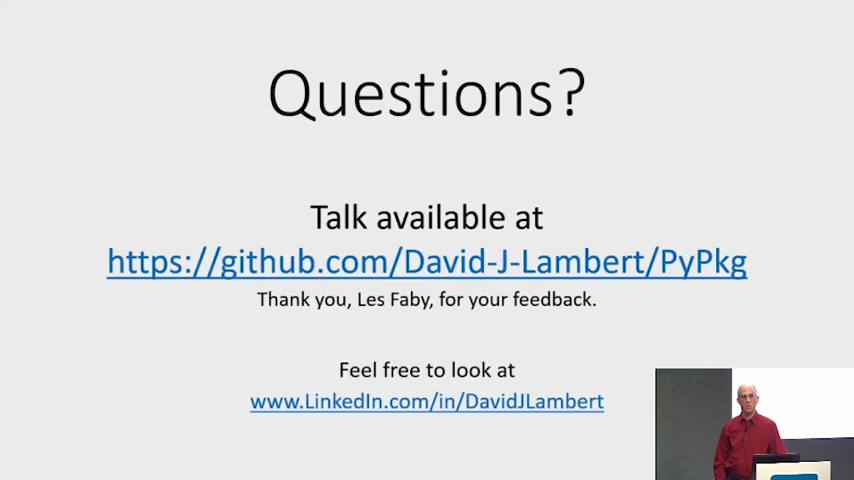 Questions?
Talk available at
https://github.com/David-J-Lambert/PyPkg
Thank you, Les Faby, for your feedback.
Feel free to look at
www.LinkedIn.com/in/DavidJLambert